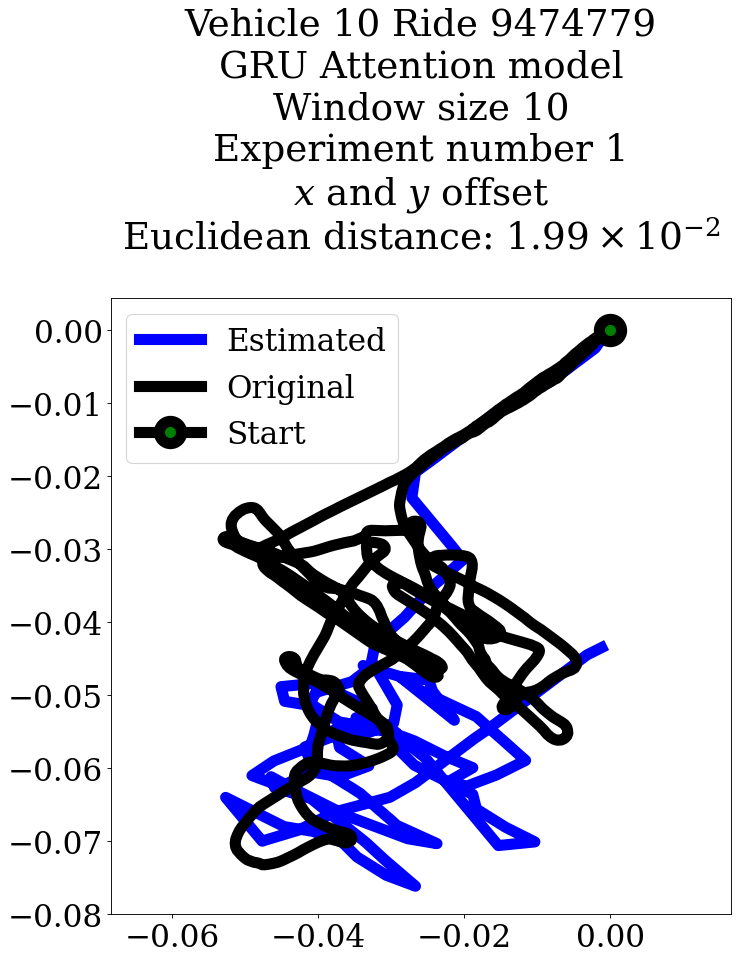 Vehicle 10 Ride 9474779
GRU Attention model
Window size 10
Experiment number 1
x and y offset
Euclidean distance: 1.99 × 10⁻²
Estimated
Original
Start
0.00
−0.01
−0.02
−0.03
−0.04
−0.05
−0.06
−0.07
−0.08
−0.06 −0.04 −0.02 0.00